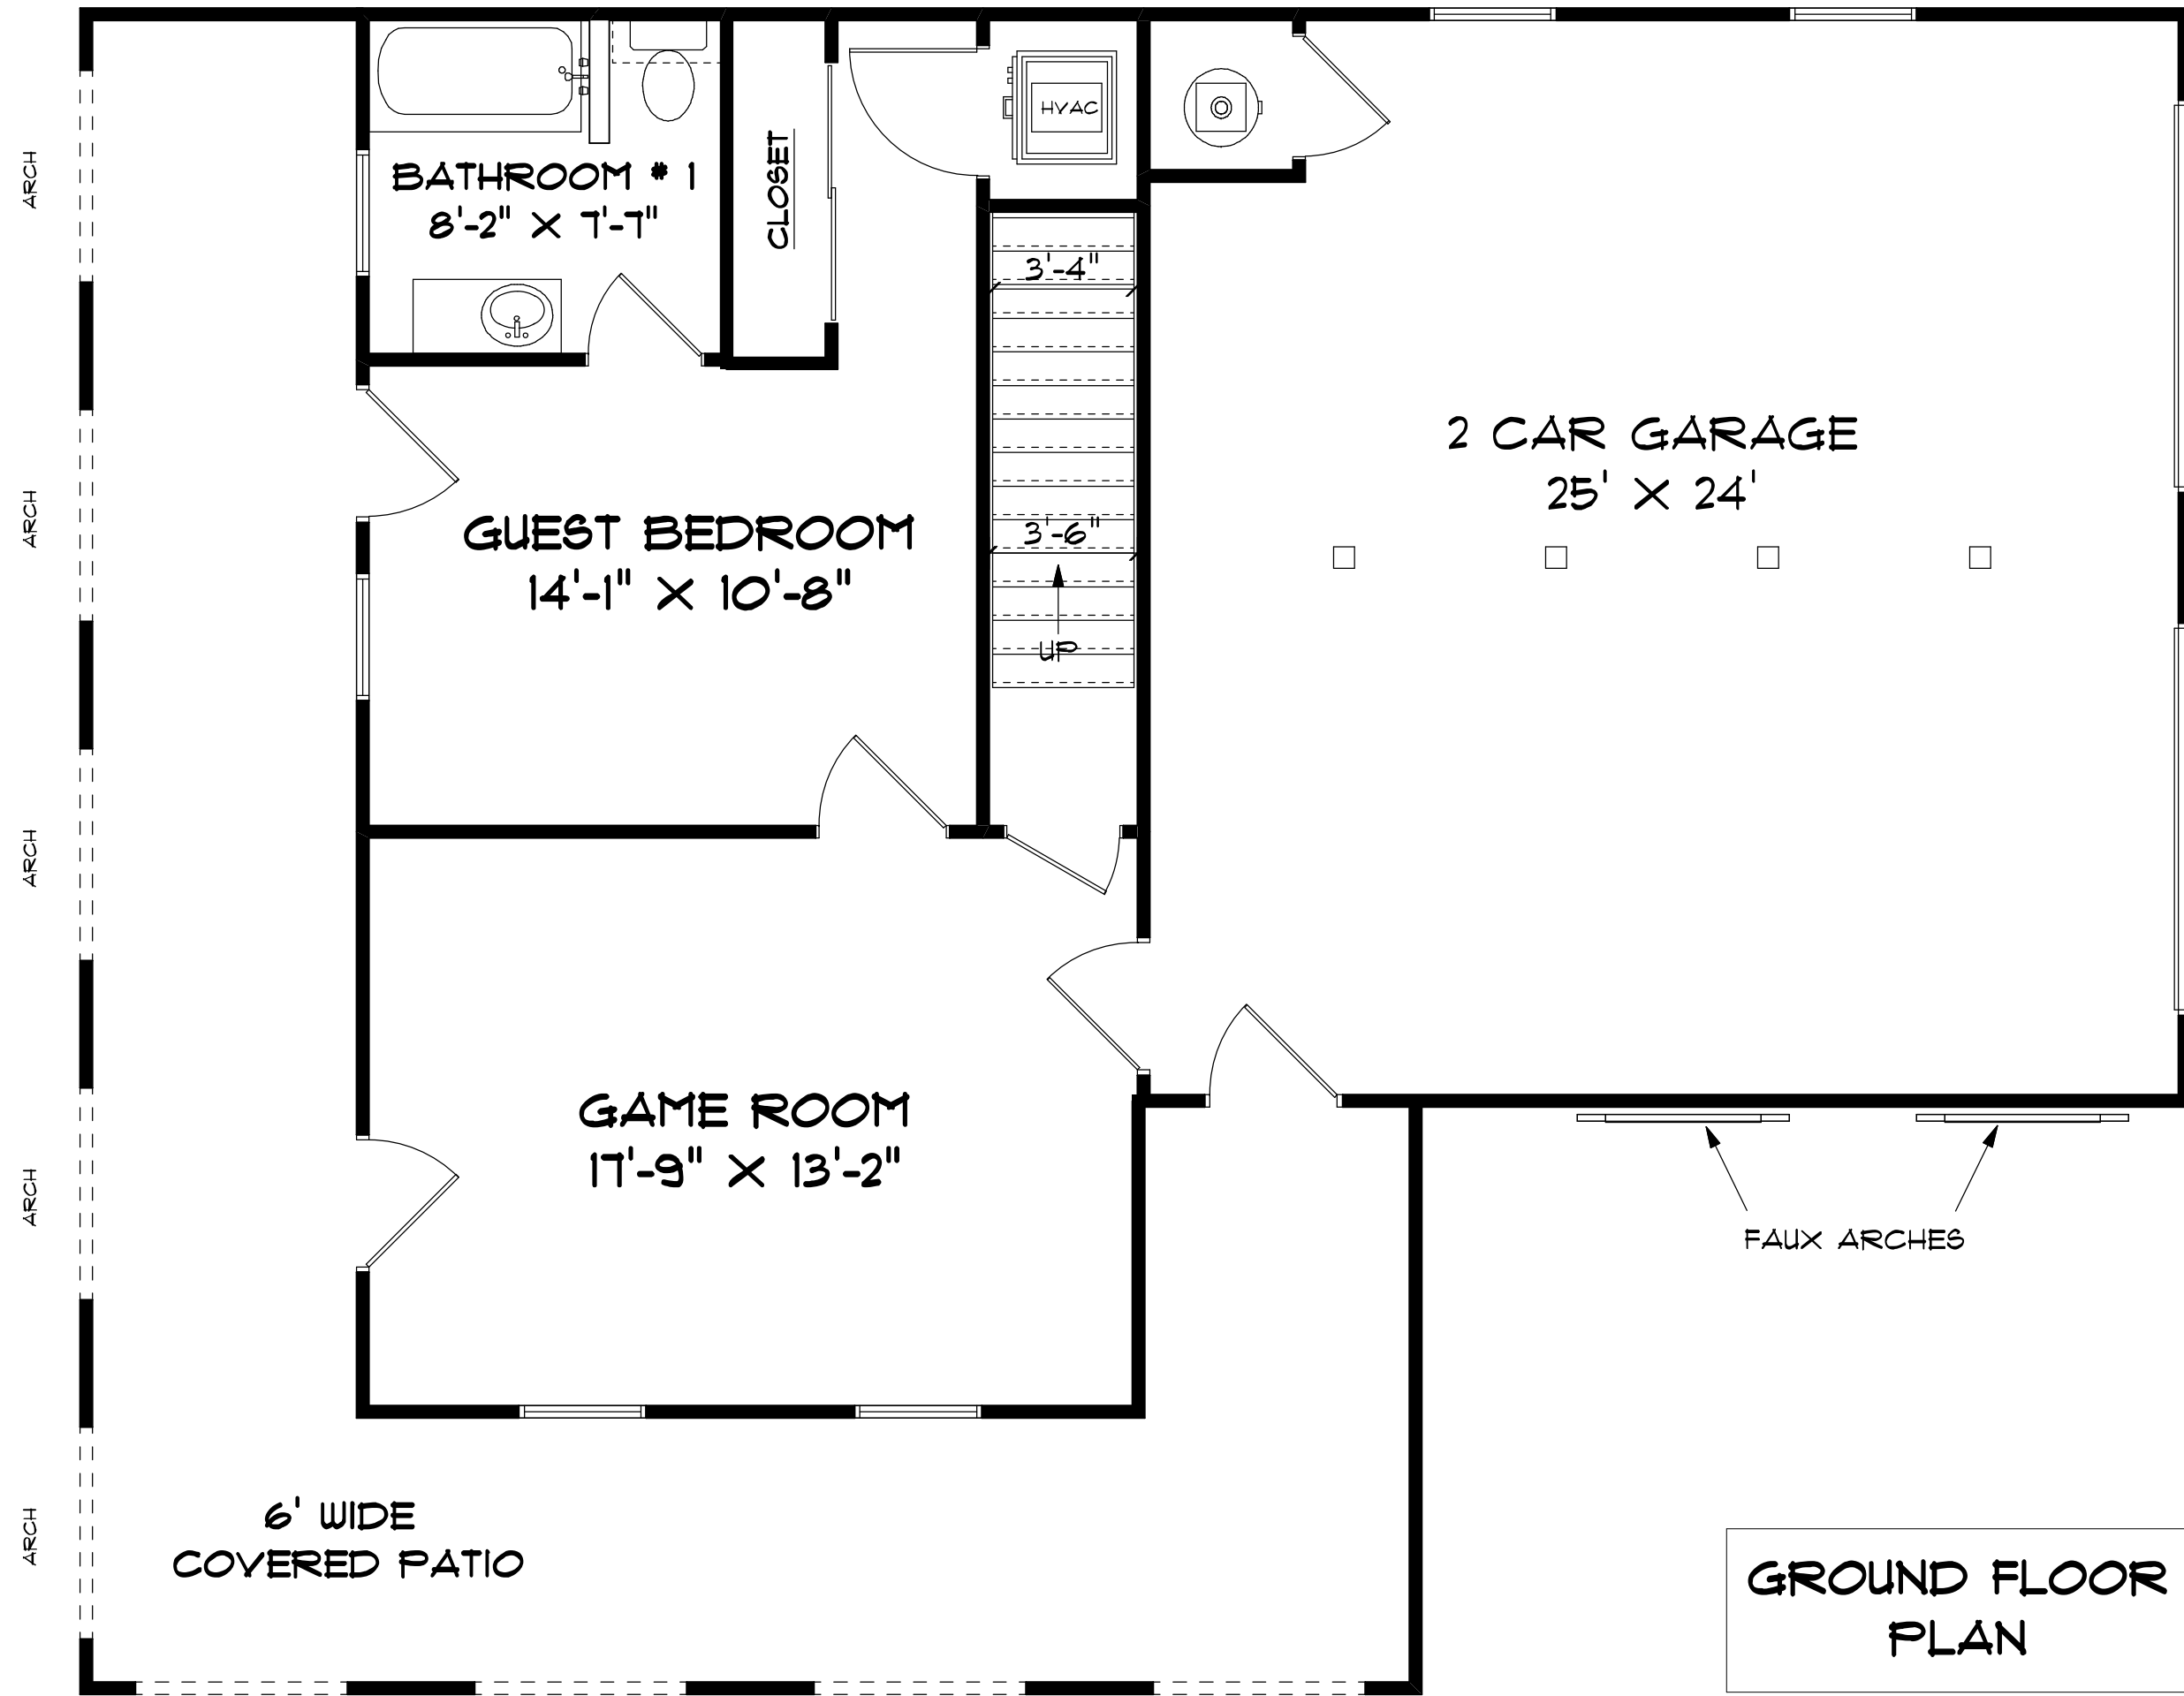 HVAC
ARCH
BATHROOM # 1
8'-2" X 7'-7"
CLOSET
3'-4"
2 CAR GARAGE
25' X 24'
ARCH
GUEST BEDROOM
14'-1" X 10'-8"
3'-6"
UP
ARCH
GAME ROOM
17'-9" X 13'-2"
ARCH
FAUX ARCHES
ARCH
6' WIDE
COVERED PATIO
GROUND FLOOR
PLAN